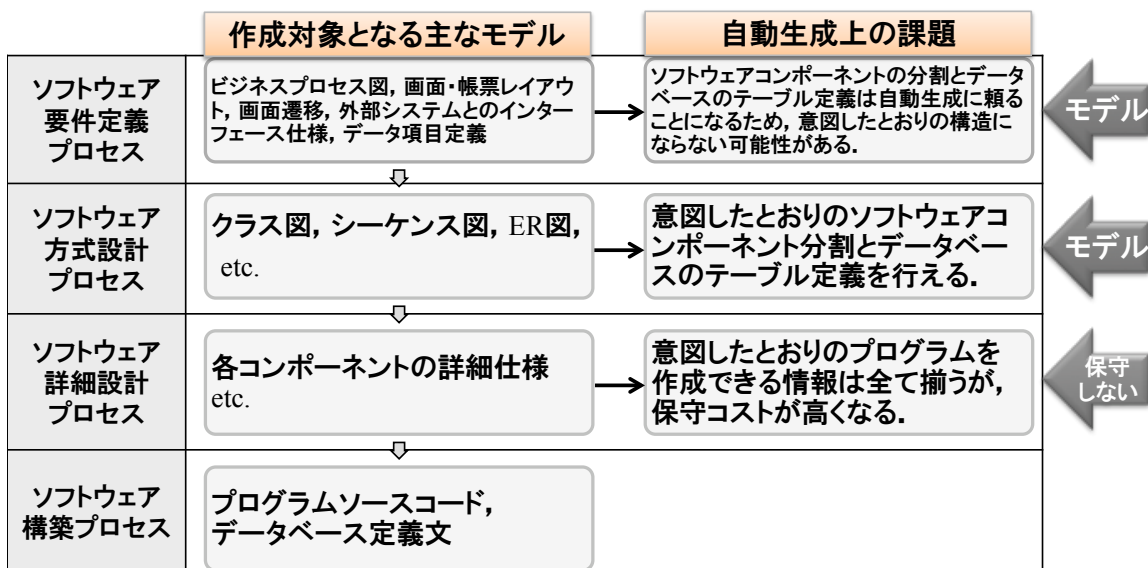 作成対象となる主なモデル
自動生成上の課題
ソフトウェア
要件定義
プロセス
ビジネスプロセス図, 画面・帳票レイアウ
ト, 画面遷移, 外部システムとのインター
フェース仕様, データ項目定義
ソフトウェアコンポーネントの分割とデータ
ベースのテーブル定義は自動生成に頼る
ことになるため, 意図したとおりの構造に
ならない可能性がある.
モデル
ソフトウェア
方式設計
プロセス
クラス図, シーケンス図, ER図,
etc.
意図したとおりのソフトウェアコ
ンポーネント分割とデータベー
スのテーブル定義を行える.
モデル
ソフトウェア
詳細設計
プロセス
各コンポーネントの詳細仕様
etc.
意図したとおりのプログラムを
作成できる情報は全て揃うが,
保守コストが高くなる.
保守
しない
ソフトウェア
構築プロセス
プログラムソースコード,
データベース定義文